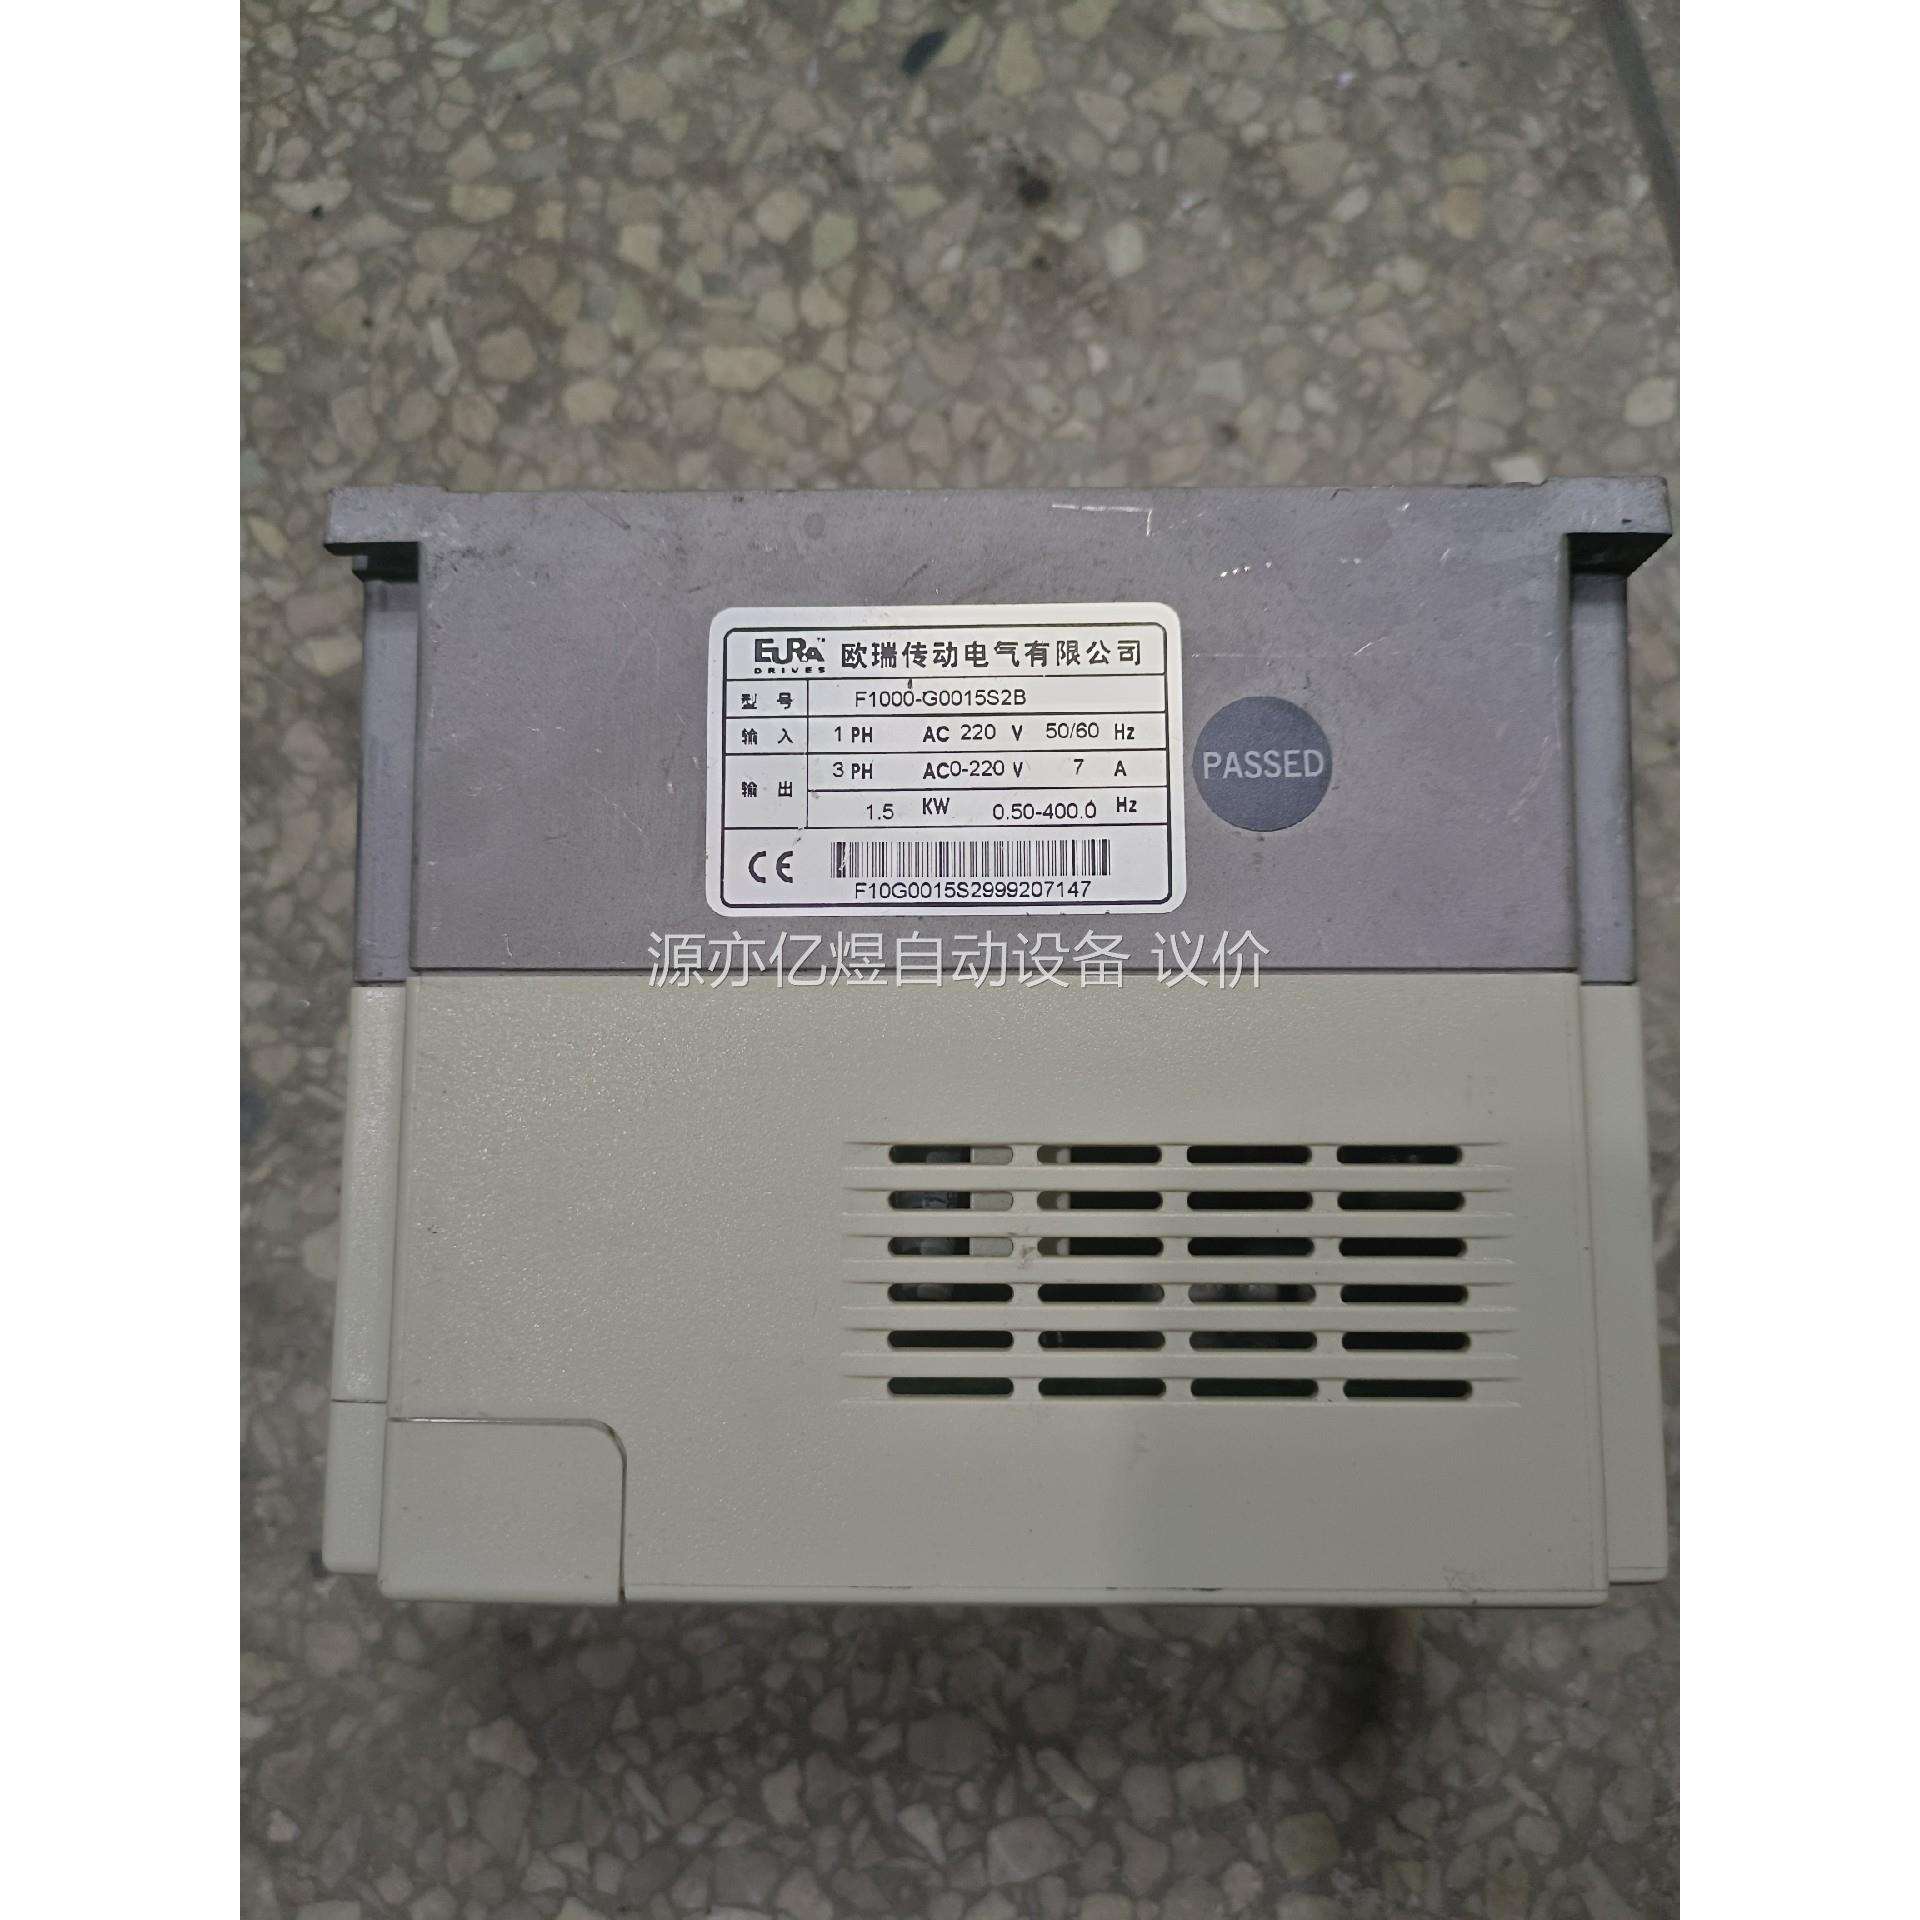 EURA™ 欧瑞传动电气有限公司
DRIVES
型号 F1000-G0015S2B
输入 1 PH AC 220 V 50/60 Hz
输出 3 PH AC0-220 V 7 A
1.5 KW 0.50-400.0 Hz
CE
F10G0015S2999207147
PASSED
源亦亿煜自动设备 议价